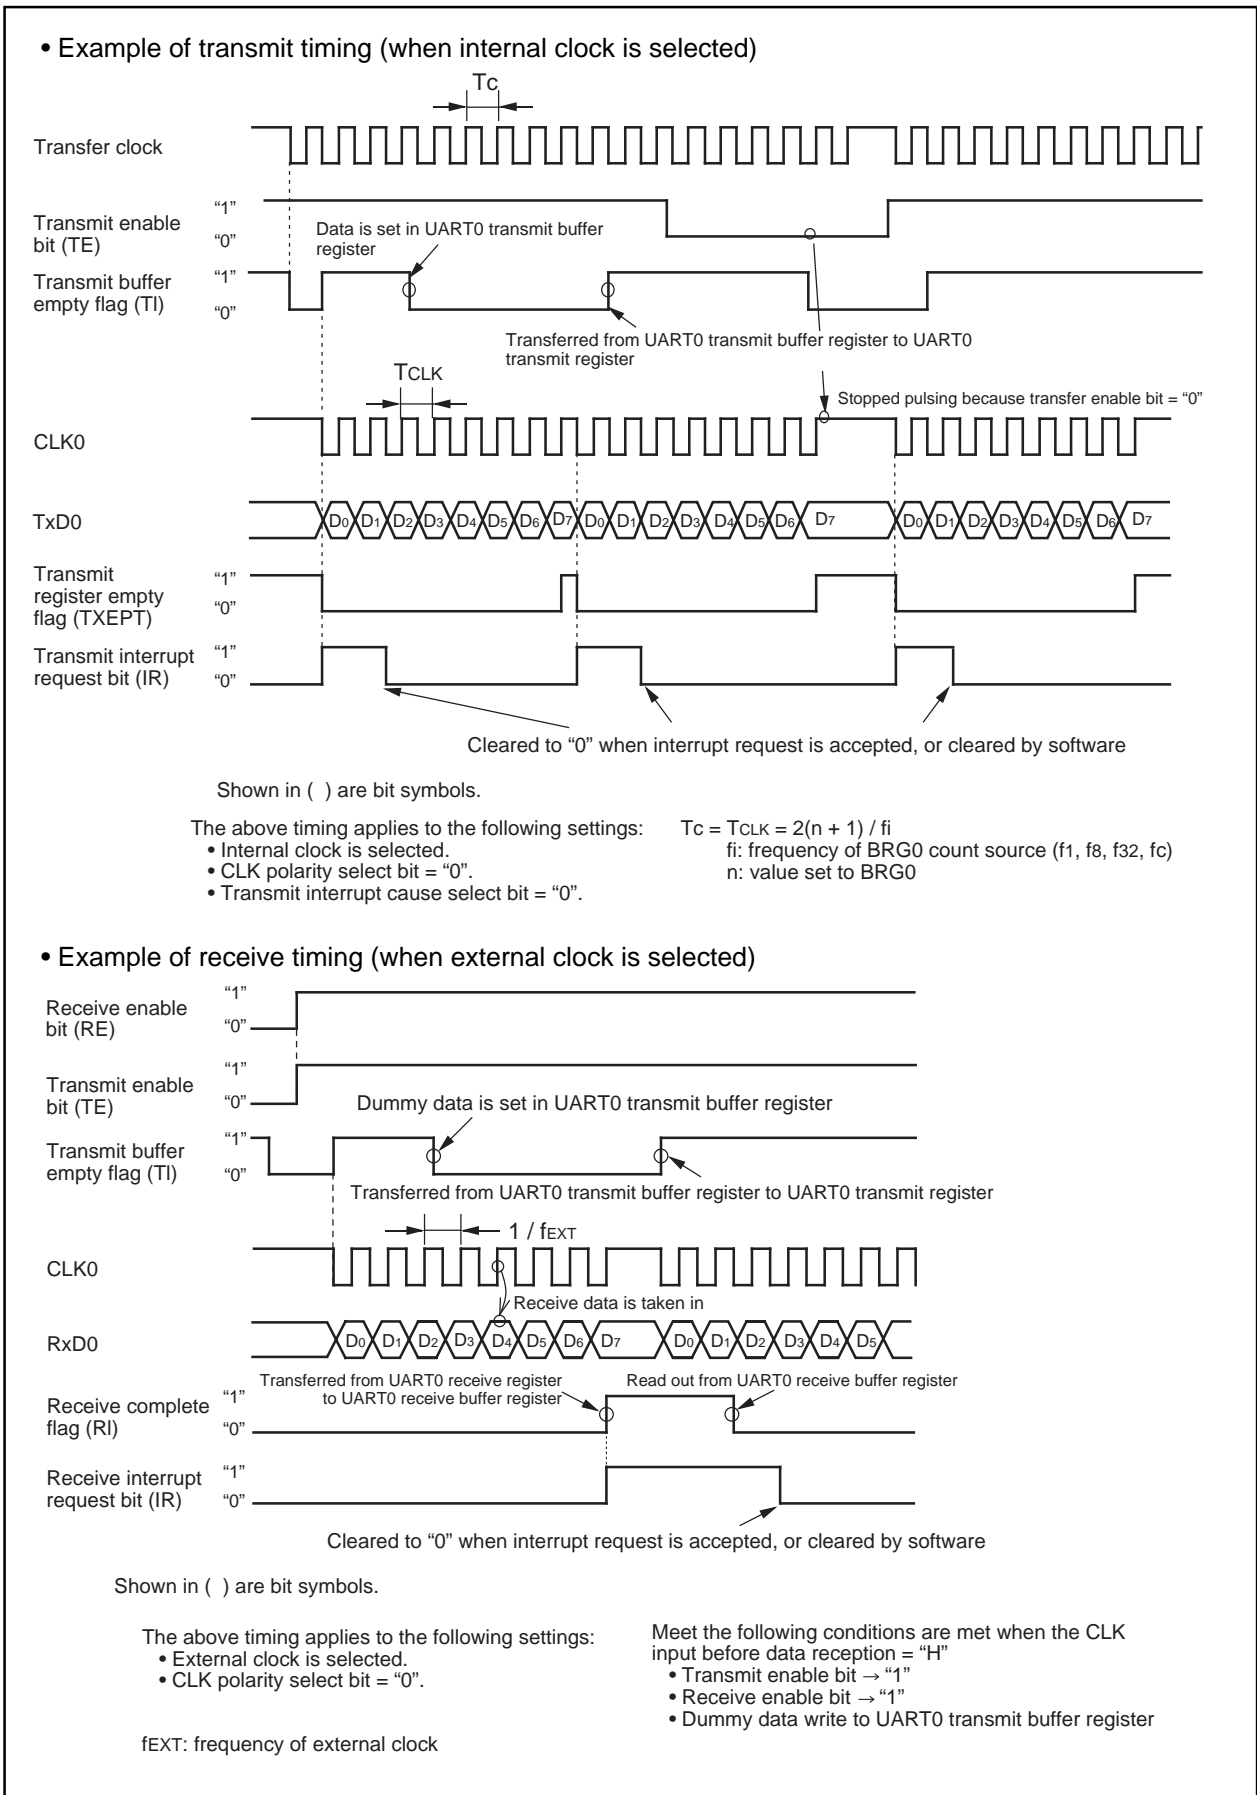 • Example of transmit timing (when internal clock is selected)
Tc
Transfer clock
Transmit enable
bit (TE)
“1”
“0”
Data is set in UART0 transmit buffer
register
Transmit buffer
empty flag (Tl)
“1”
“0”
Transferred from UART0 transmit buffer register to UART0
transmit register
TCLK
Stopped pulsing because transfer enable bit = “0”
CLK0
TxD0
D0 D1 D2 D3 D4 D5 D6 D7 D0 D1 D2 D3 D4 D5 D6 D7 D0 D1 D2 D3 D4 D5 D6 D7
Transmit
register empty
flag (TXEPT)
“1”
“0”
Transmit interrupt
request bit (IR)
“1”
“0”
Cleared to “0” when interrupt request is accepted, or cleared by software
Shown in ( ) are bit symbols.
The above timing applies to the following settings:
• Internal clock is selected.
• CLK polarity select bit = “0”.
• Transmit interrupt cause select bit = “0”.
Tc = TCLK = 2(n + 1) / fi
fi: frequency of BRG0 count source (f1, f8, f32, fc)
n: value set to BRG0
• Example of receive timing (when external clock is selected)
Receive enable
bit (RE)
“1”
“0”
Transmit enable
bit (TE)
“1”
“0”
Dummy data is set in UART0 transmit buffer register
Transmit buffer
empty flag (Tl)
“1”
“0”
Transferred from UART0 transmit buffer register to UART0 transmit register
1 / fEXT
CLK0
Receive data is taken in
RxD0
D0 D1 D2 D3 D4 D5 D6 D7 D0 D1 D2 D3 D4 D5
Transferred from UART0 receive register
to UART0 receive buffer register
Read out from UART0 receive buffer register
Receive complete
flag (Rl)
“1”
“0”
Receive interrupt
request bit (IR)
“1”
“0”
Cleared to “0” when interrupt request is accepted, or cleared by software
Shown in ( ) are bit symbols.
The above timing applies to the following settings:
• External clock is selected.
• CLK polarity select bit = “0”.
fEXT: frequency of external clock
Meet the following conditions are met when the CLK
input before data reception = “H”
• Transmit enable bit → “1”
• Receive enable bit → “1”
• Dummy data write to UART0 transmit buffer register